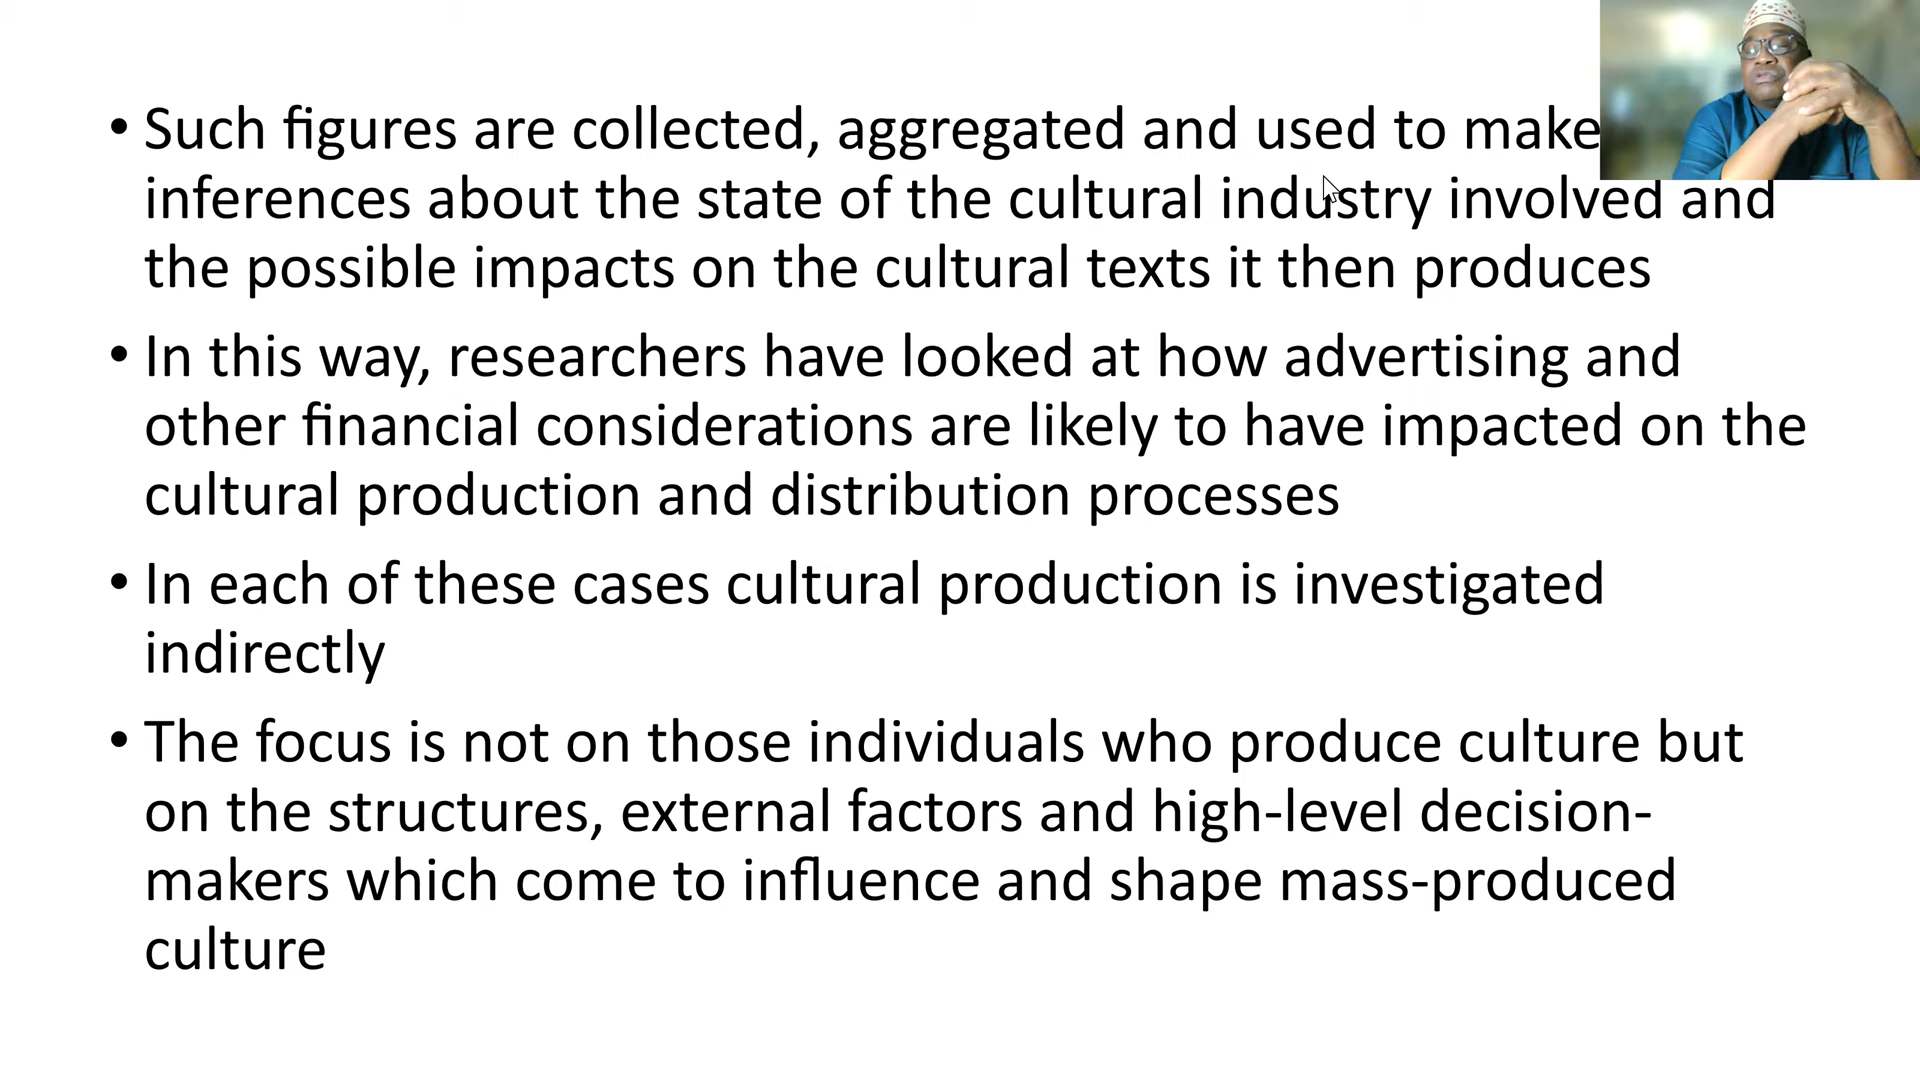 • Such figures are collected, aggregated and used to make
inferences about the state of the cultural industry involved and
the possible impacts on the cultural texts it then produces
• In this way, researchers have looked at how advertising and
other financial considerations are likely to have impacted on the
cultural production and distribution processes
• In each of these cases cultural production is investigated
indirectly
• The focus is not on those individuals who produce culture but
on the structures, external factors and high-level decision-
makers which come to influence and shape mass-produced
culture